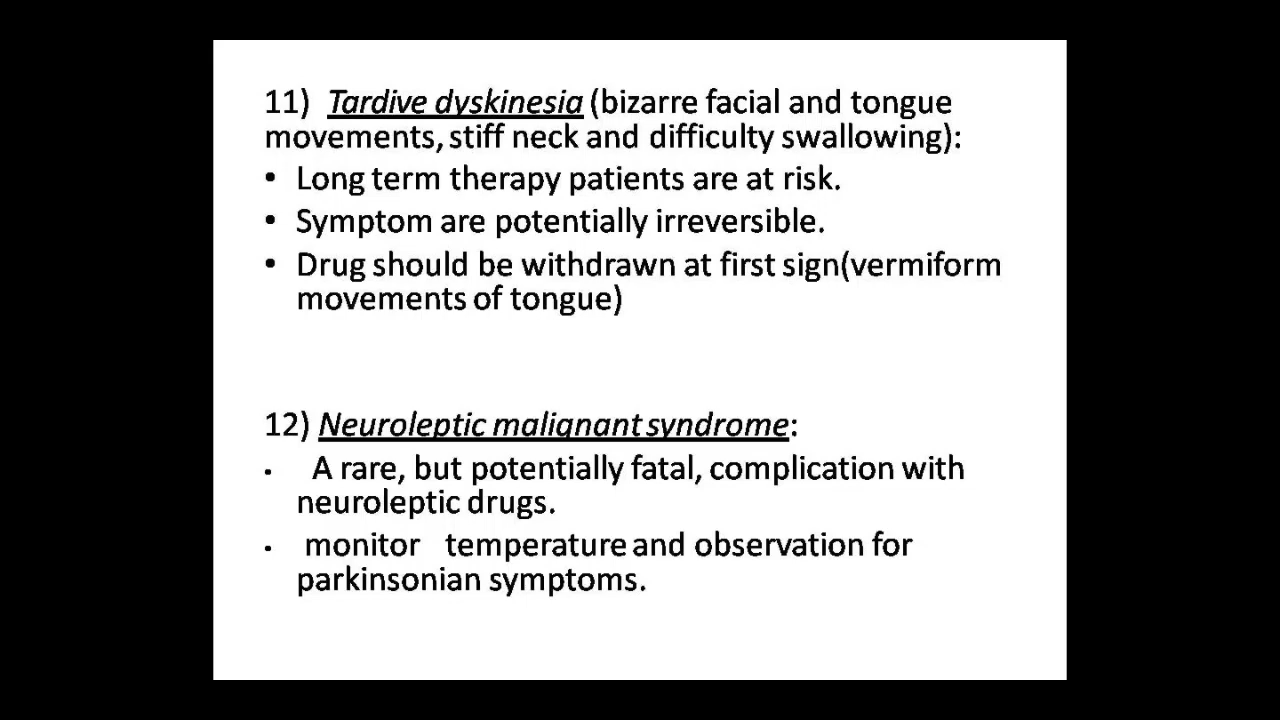 11) Tardive dyskinesia (bizarre facial and tongue
movements, stiff neck and difficulty swallowing):
• Long term therapy patients are at risk.
• Symptom are potentially irreversible.
• Drug should be withdrawn at first sign(vermiform
movements of tongue)
12) Neuroleptic malignant syndrome:
• A rare, but potentially fatal, complication with
neuroleptic drugs.
• monitor temperature and observation for
parkinsonian symptoms.